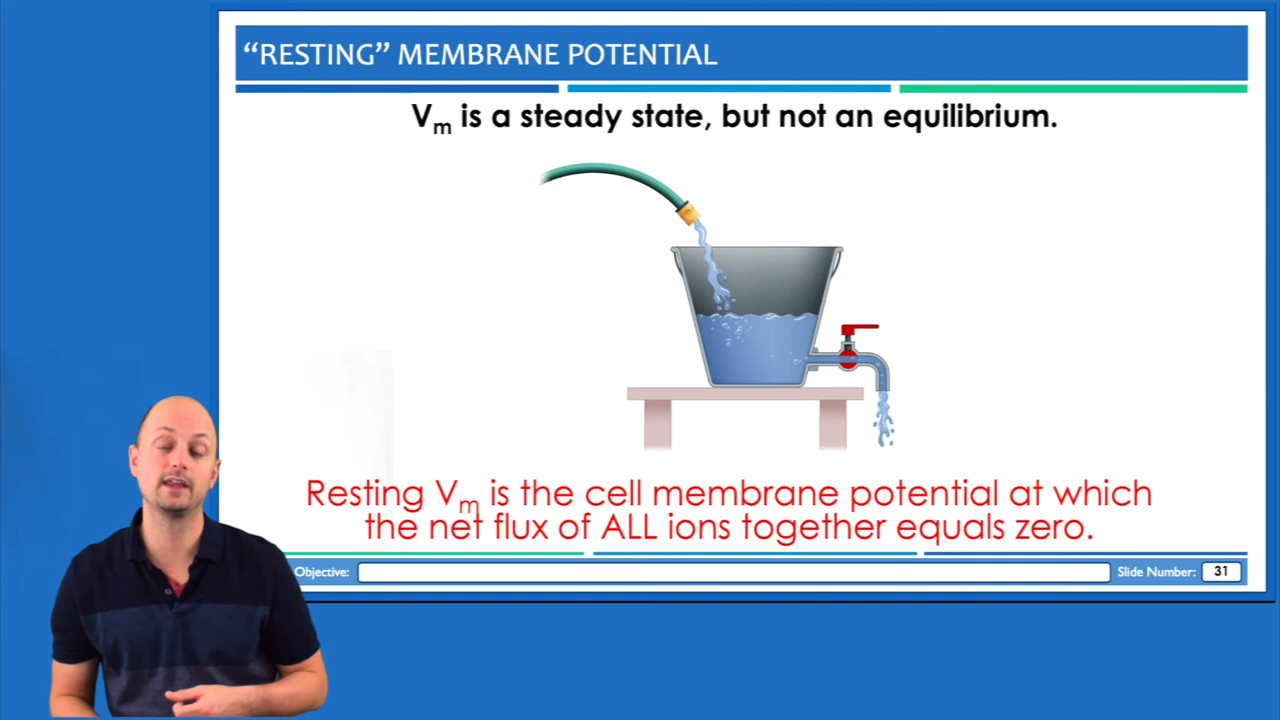 “RESTING” MEMBRANE POTENTIAL
Vm is a steady state, but not an equilibrium.
Resting Vm is the cell membrane potential at which
the net flux of ALL ions together equals zero.
Objective:
Slide Number: 31